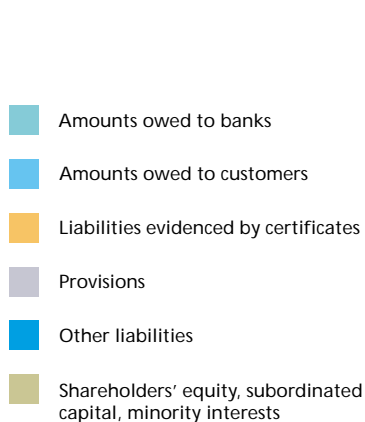 Amounts owed to banks
Amounts owed to customers
Liabilities evidenced by certificates
Provisions
Other liabilities
Shareholders’ equity, subordinated
capital, minority interests